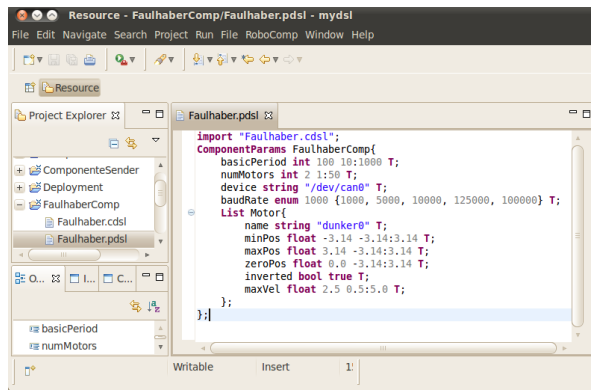 Resource - FaulhaberComp/Faulhaber.pdsl - mydsl
File Edit Navigate Search Project Run File RoboComp Window Help
Resource
Project Explorer
ComponenteSender
Deployment
FaulhaberComp
Faulhaber.cdsl
Faulhaber.pdsl
O... I... C...
basicPeriod
numMotors
Faulhaber.pdsl
import "Faulhaber.cdsl";
ComponentParams FaulhaberComp{
basicPeriod int 100 10:1000 T;
numMotors int 2 1:50 T;
device string "/dev/can0" T;
baudRate enum 1000 {1000, 5000, 10000, 125000, 100000} T;
List Motor{
name string "dunker0" T;
minPos float -3.14 -3.14:3.14 T;
maxPos float 3.14 -3.14:3.14 T;
zeroPos float 0.0 -3.14:3.14 T;
inverted bool true T;
maxVel float 2.5 0.5:5.0 T;
};
};
Writable Insert